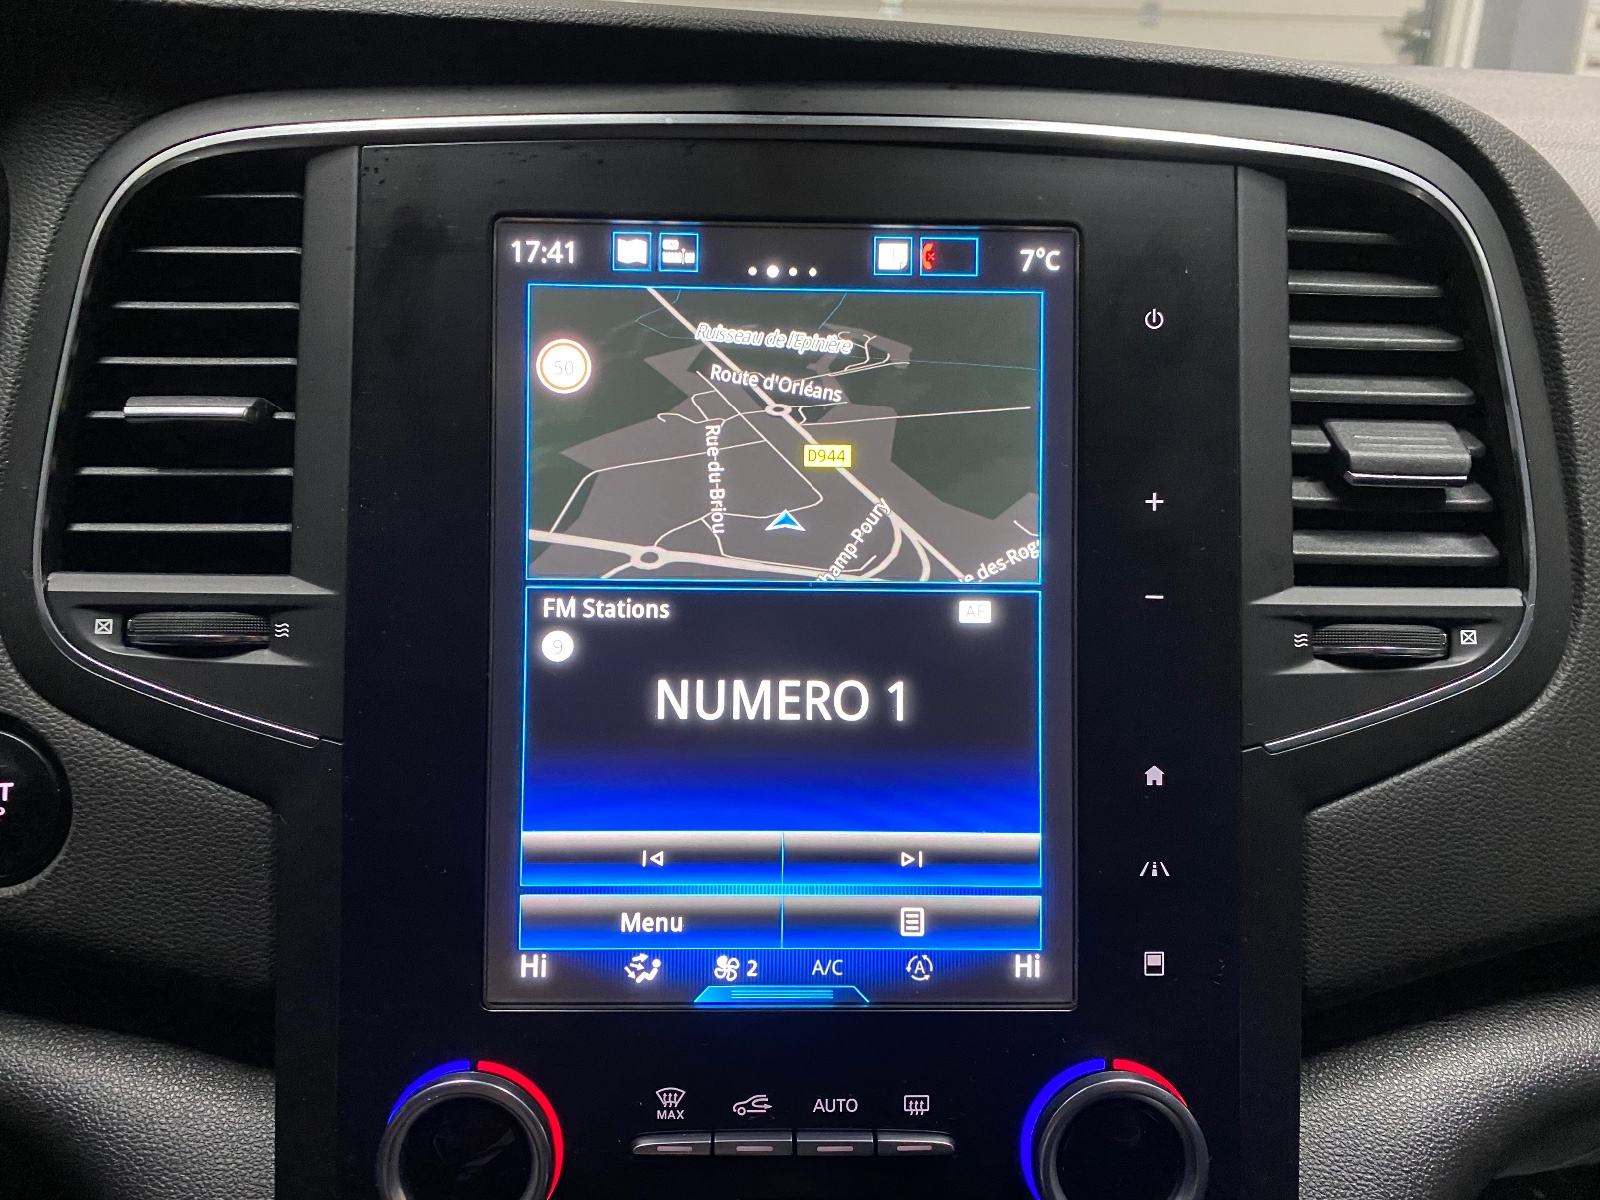 17:41
7°C
50
Ruisseau de l'Epinière
Route d'Orléans
D944
Rue-du-Briou
hamp-Poury
e des-Rog
FM Stations
AF
9
NUMERO 1
Menu
Hi
2
A/C
A
Hi
MAX
AUTO
T
P